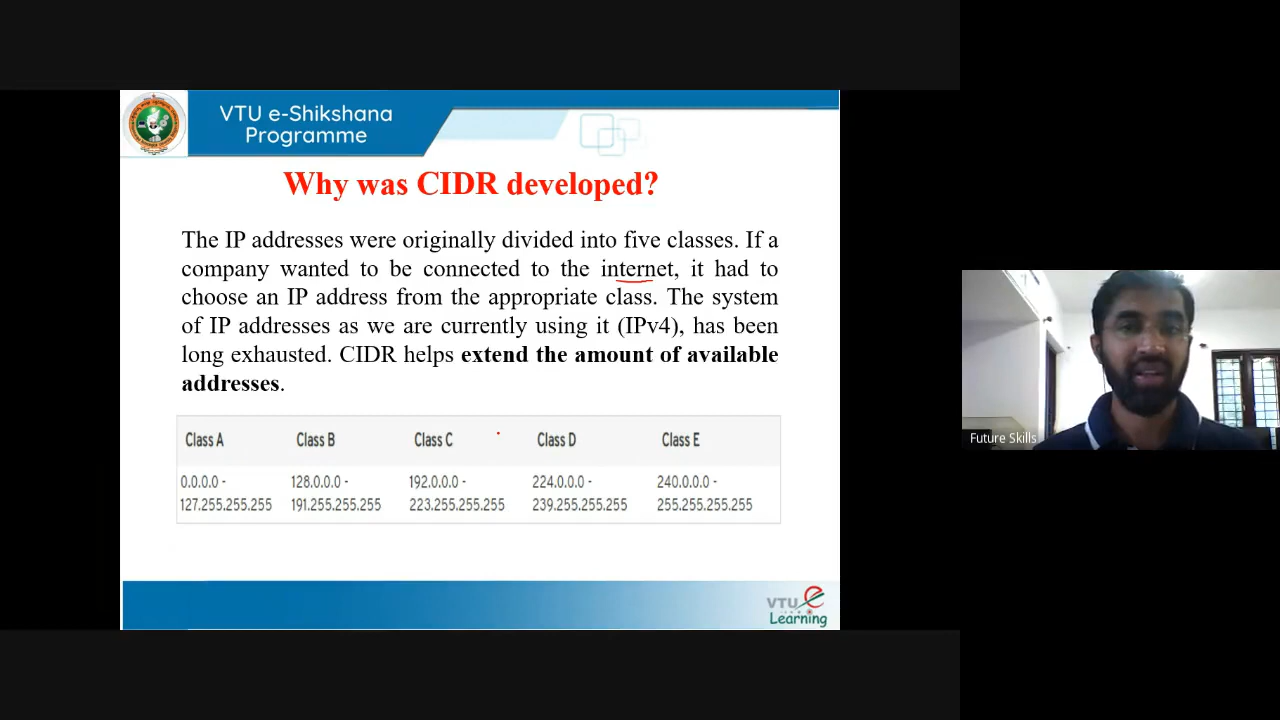 VTU e-Shikshana
Programme
Why was CIDR developed?
The IP addresses were originally divided into five classes. If a
company wanted to be connected to the internet, it had to
choose an IP address from the appropriate class. The system
of IP addresses as we are currently using it (IPv4), has been
long exhausted. CIDR helps extend the amount of available
addresses.
Class A Class B Class C Class D Class E
0.0.0.0 - 128.0.0.0 - 192.0.0.0 - 224.0.0.0 - 240.0.0.0 -
127.255.255.255 191.255.255.255 223.255.255.255 239.255.255.255 255.255.255.255
Future Skills
VTU e
Learning